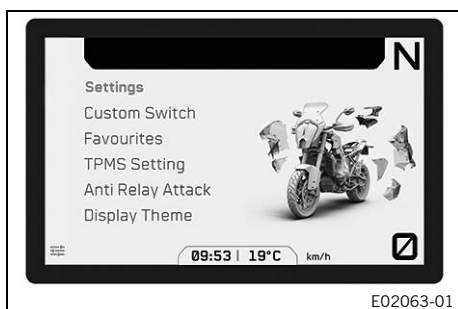 N
Settings
Custom Switch
Favourites
TPMS Setting
Anti Relay Attack
Display Theme
09:53 | 19°C km/h
0
E02063-01